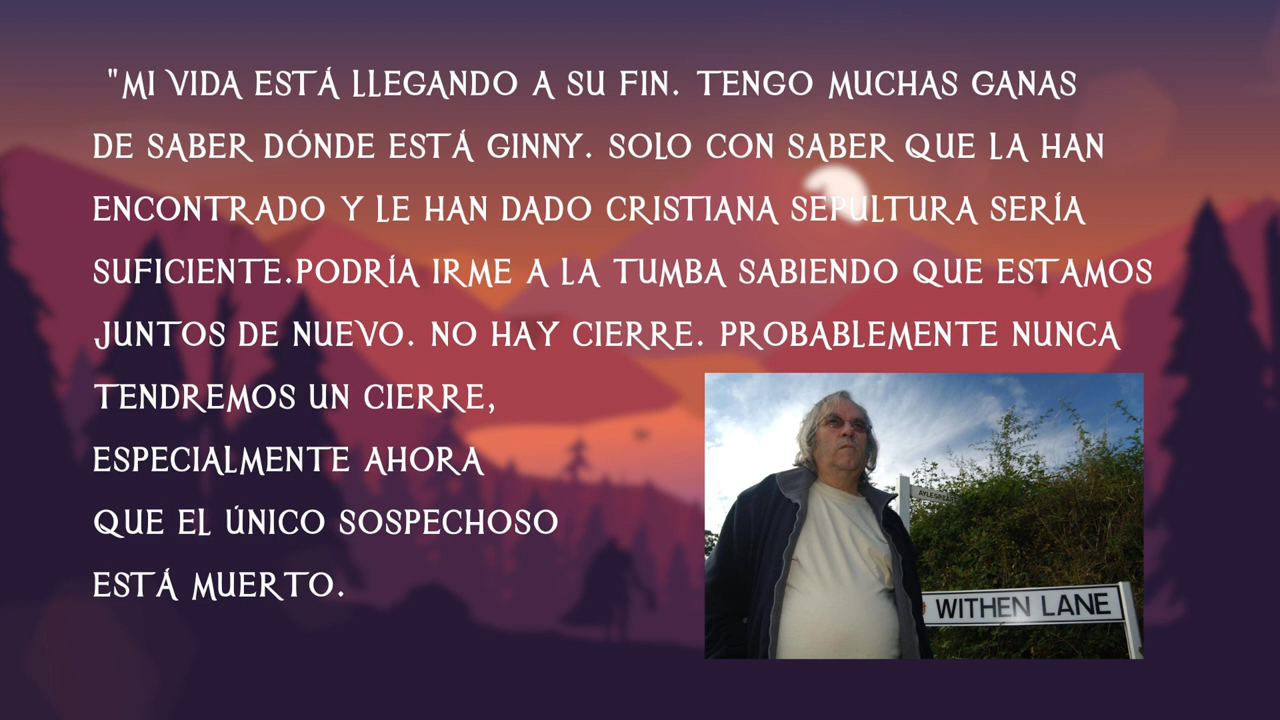 "MI VIDA ESTÁ LLEGANDO A SU FIN. TENGO MUCHAS GANAS
DE SABER DÓNDE ESTÁ GINNY. SOLO CON SABER QUE LA HAN
ENCONTRADO Y LE HAN DADO CRISTIANA SEPULTURA SERÍA
SUFICIENTE.PODRÍA IRME A LA TUMBA SABIENDO QUE ESTAMOS
JUNTOS DE NUEVO. NO HAY CIERRE. PROBABLEMENTE NUNCA
TENDREMOS UN CIERRE,
ESPECIALMENTE AHORA
QUE EL ÚNICO SOSPECHOSO
ESTÁ MUERTO.
WITHEN LANE